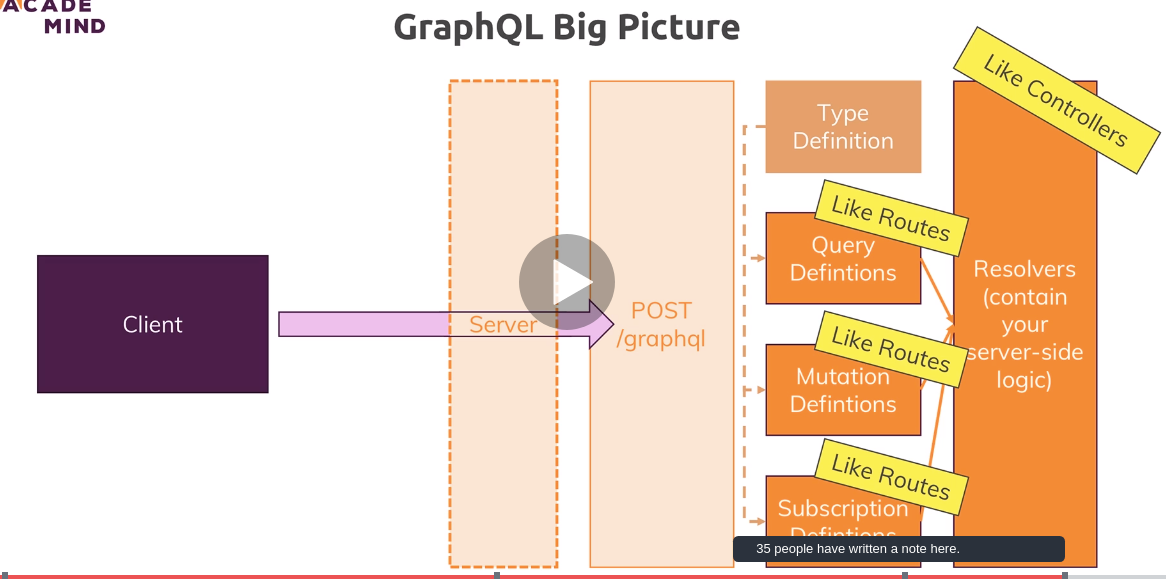 ACADE
MIND
GraphQL Big Picture
Client
Server
POST
/graphql
Type
Definition
Like Routes
Query
Defintions
Like Routes
Mutation
Defintions
Like Routes
Subscription
Defintions
Like Controllers
Resolvers
(contain
your
server-side
logic)
35 people have written a note here.